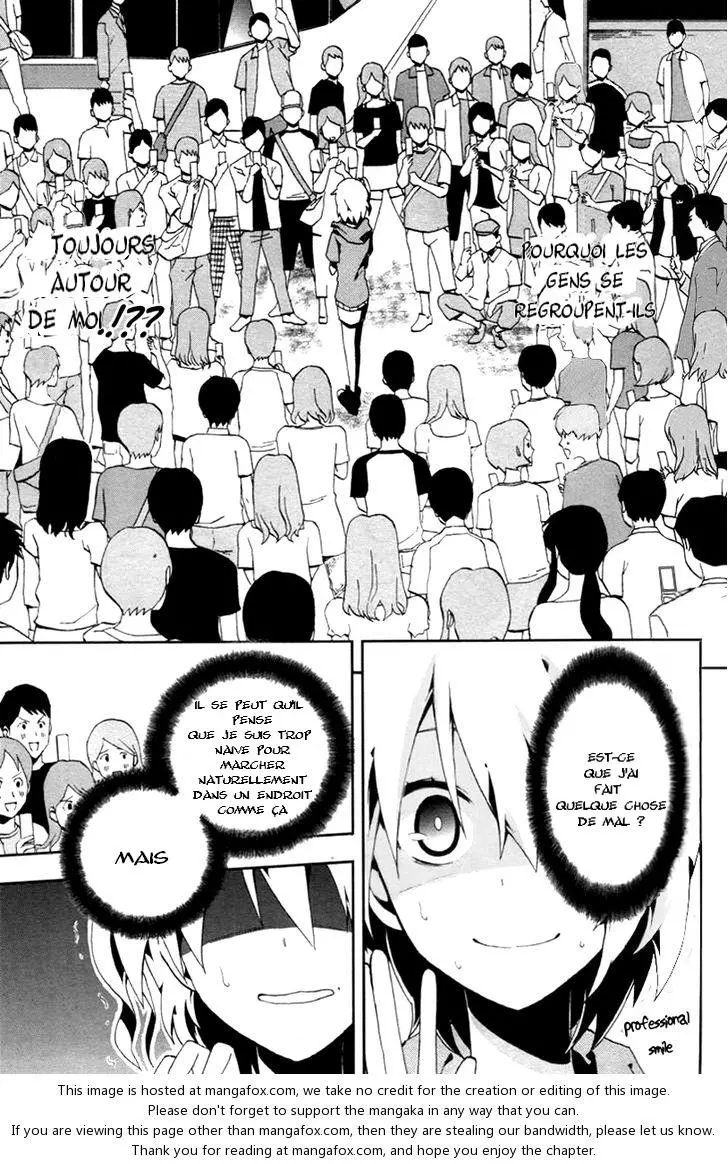 POURQUOI LES
GENS SE
REGROUPENT-ILS
TOUJOURS
AUTOUR
DE MOI !??
EST-CE
QUE J'AI
FAIT
QUELQUE CHOSE
DE MAL ?
professional
smile
IL SE PEUT QU'IL
PENSE
QUE JE SUIS TROP
NAIVE POUR
MARCHER
NATURELLEMENT
DANS UN ENDROIT
COMME ÇA
MAIS
This image is hosted at mangafox.com, we take no credit for the creation or editing of this image.
Please don't forget to support the mangaka in any way that you can.
If you are viewing this page other than mangafox.com, then they are stealing our bandwidth, please let us know.
Thank you for reading at mangafox.com, and hope you enjoy the chapter.